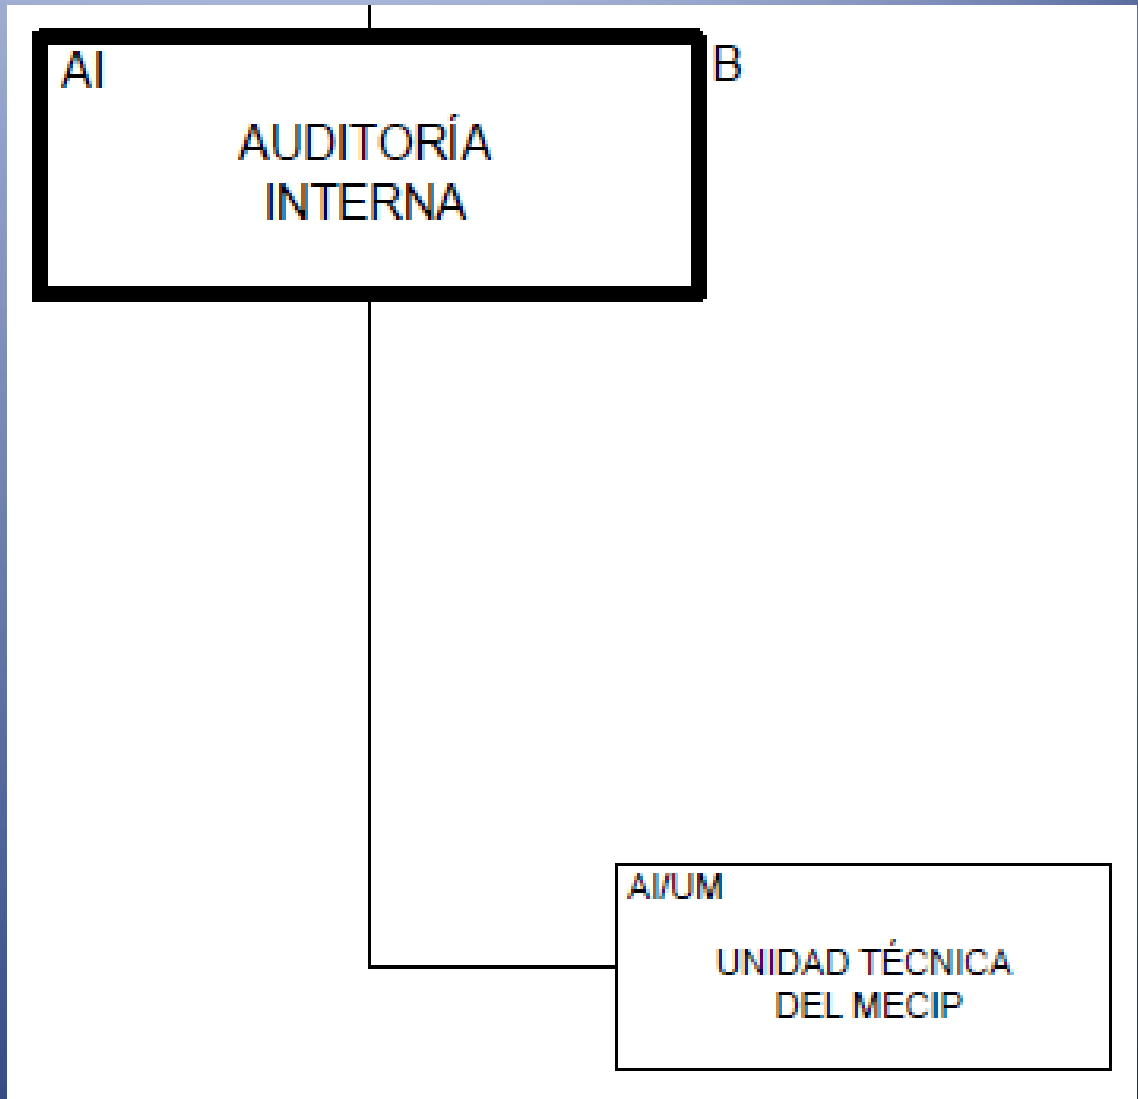 AI
B
AUDITORÍA
INTERNA
AI/UM
UNIDAD TÉCNICA
DEL MECIP